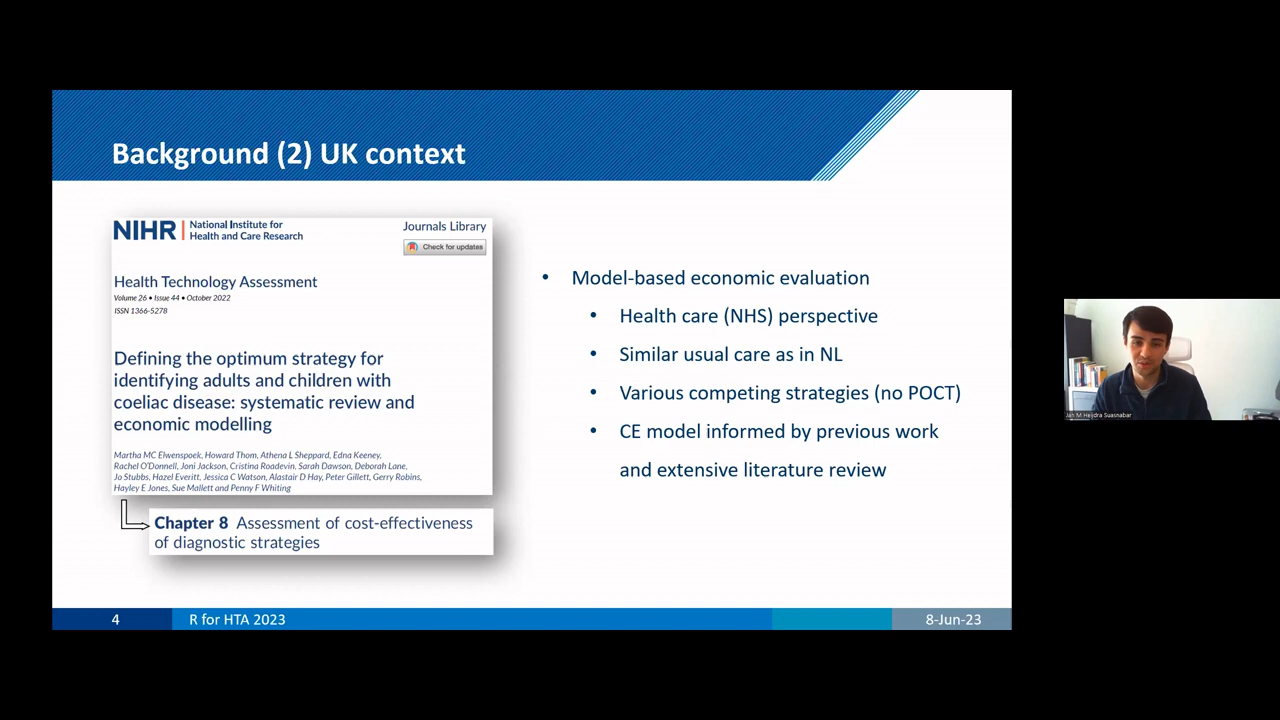 Background (2) UK context
NIHR | National Institute for
Health and Care Research
Journals Library
Check for updates
Health Technology Assessment
Volume 26 • Issue 44 • October 2022
ISSN 1366-5278
Defining the optimum strategy for
identifying adults and children with
coeliac disease: systematic review and
economic modelling
Martha MC Elwenspoek, Howard Thom, Athena L Sheppard, Edna Keeney,
Rachel O'Donnell, Joni Jackson, Cristina Roadevin, Sarah Dawson, Deborah Lane,
Jo Stubbs, Hazel Everitt, Jessica C Watson, Alastair D Hay, Peter Gillett, Gerry Robins,
Hayley E Jones, Sue Mallett and Penny F Whiting
Chapter 8 Assessment of cost-effectiveness
of diagnostic strategies
• Model-based economic evaluation
• Health care (NHS) perspective
• Similar usual care as in NL
• Various competing strategies (no POCT)
• CE model informed by previous work
and extensive literature review
4
R for HTA 2023
8-Jun-23
Jan M Heijdra Suasnabar